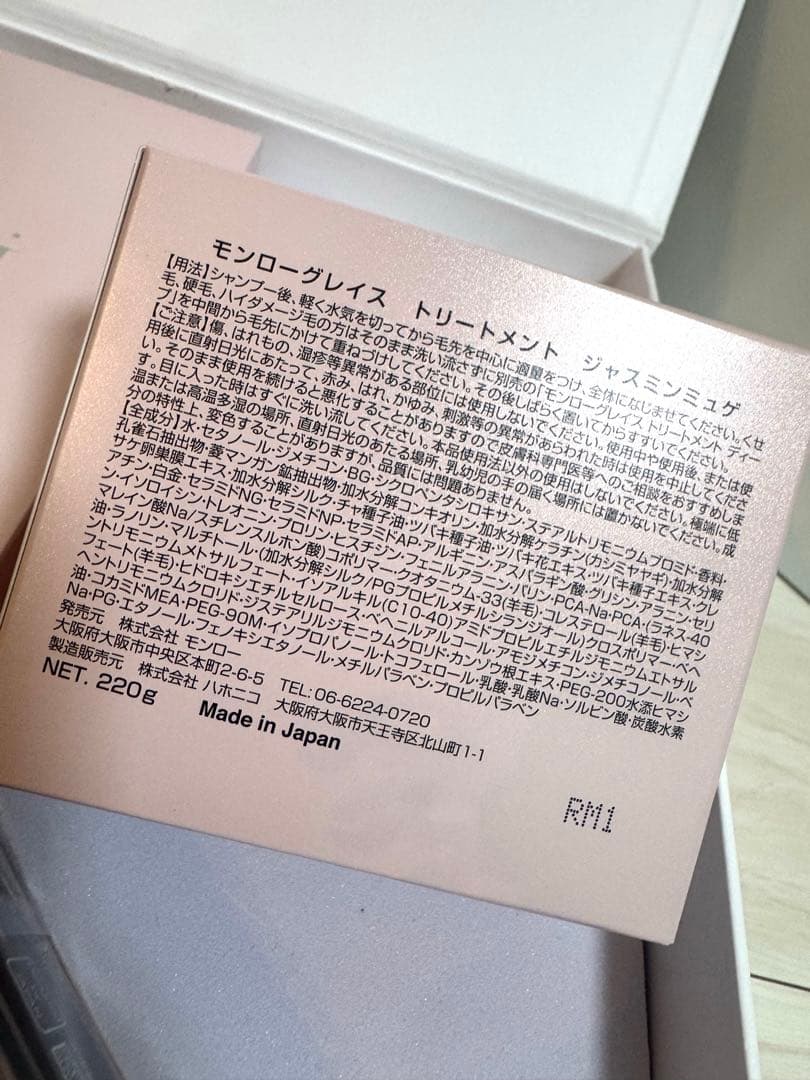 モンローグレイス トリートメント ジャスミンミュゲ
【用法】シャンプー後、軽く水気を切ってから毛先を中心に適量をつけ、全体になじませてください。くせ
毛、硬毛、ハイダメージ毛の方はそのまま洗い流さずに別売の「モンローグレイス トリートメント ディー
プ」を中間から毛先にかけて重ねづけしてください。その後しばらく置いてからすすいでください。
【ご注意】傷、はれもの、湿疹等異常がある部位には使用しないでください。使用中や使用後、または使
用後に直射日光にあたって、赤み、はれ、かゆみ、刺激等の異常があらわれた時は使用を中止してくださ
い。そのまま使用を続けると悪化することがありますので皮膚科専門医等へのご相談をおすすめしま
す。目に入った時はすぐに洗い流してください。本品使用法以外の使用はしないでください。極端に低
温または高温多湿の場所、直射日光のあたる場所、乳幼児の手の届く場所には置かないでください。成
分の特性上、変色することがありますが、品質には問題ありません。
【全成分】水・セタノール・ジメチコン・BG・シクロペンタシロキサン・ステアルトリモニウムブロミド・香料・
孔雀石抽出物・菱マンガン鉱抽出物・加水分解コンキオリン・加水分解ケラチン(カシミヤヤギ)・加水分解
サケ卵巣膜エキス・加水分解シルク・チャ種子油・ツバキ種子油・ツバキ花エキス・ツバキ種子エキス・クレ
アチン・白金・セラミドNG・セラミドNP・セラミドAP・アルギニン・アスパラギン酸・グリシン・アラニン・セリ
ン・イソロイシン・トレオニン・プロリン・ヒスチジン・フェニルアラニン・バリン・PCA-Na・PCA・(ラネス-40
マレイン酸Na/スチレンスルホン酸)コポリマー・クオタニウム-33(羊毛)・コレステロール(羊毛)・ヒマシ
油・ラノリン・マルチトール・(加水分解シルク/PGプロピルメチルシランジオール)クロスポリマー・ベヘ
ントリモニウムメトサルフェート・イソアルキル(C10-40)アミドプロピルエチルジモニウムエトサル
フェート(羊毛)・ヒドロキシエチルセルロース・ベヘニルアルコール・アモジメチコン・ジメチコノール・ベ
ヘントリモニウムクロリド・ジステアリルジモニウムクロリド・カンゾウ根エキス・PEG-200水添ヒマシ
油・コカミドMEA・PEG-90M・イソプロパノール・トコフェロール・乳酸・乳酸Na・ソルビン酸・炭酸水素
Na・PG・エタノール・フェノキシエタノール・メチルパラベン・プロピルパラベン
発売元 株式会社 モンロー
大阪府大阪市中央区本町2-6-5 TEL:06-6224-0720
製造販売元 株式会社 ハホニコ 大阪府大阪市天王寺区北山町1-1
NET. 220g Made in Japan
RM1